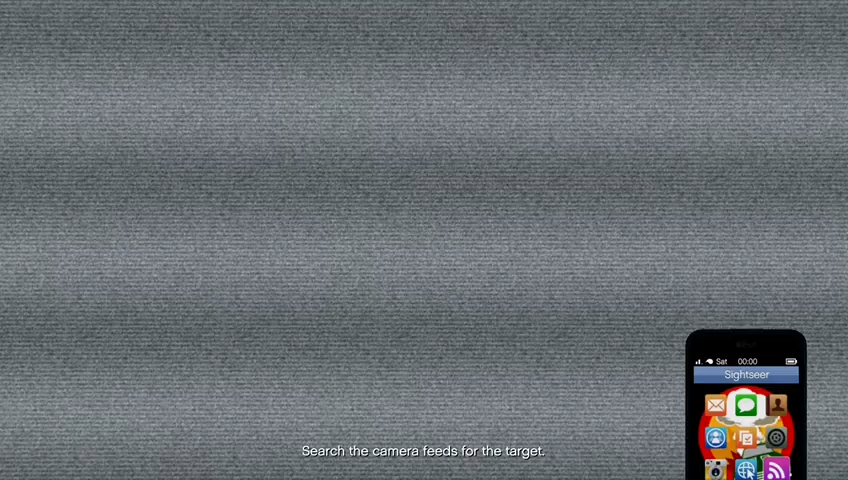 Sat 00:00
Sightseer
Search the camera feeds for the target.